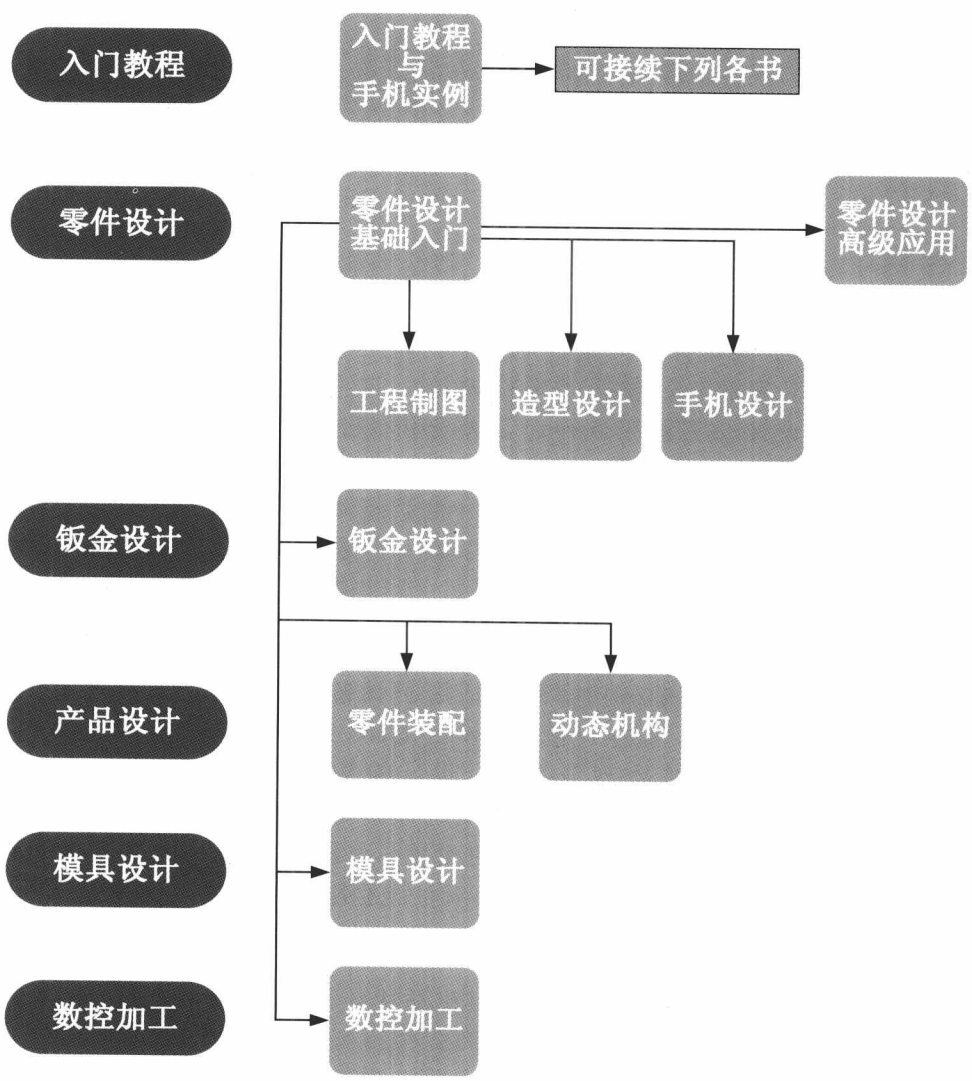 入门教程
入门教程
与
手机实例
可接续下列各书
零件设计
零件设计
基础入门
零件设计
高级应用
工程制图
造型设计
手机设计
钣金设计
钣金设计
产品设计
零件装配
动态机构
模具设计
模具设计
数控加工
数控加工